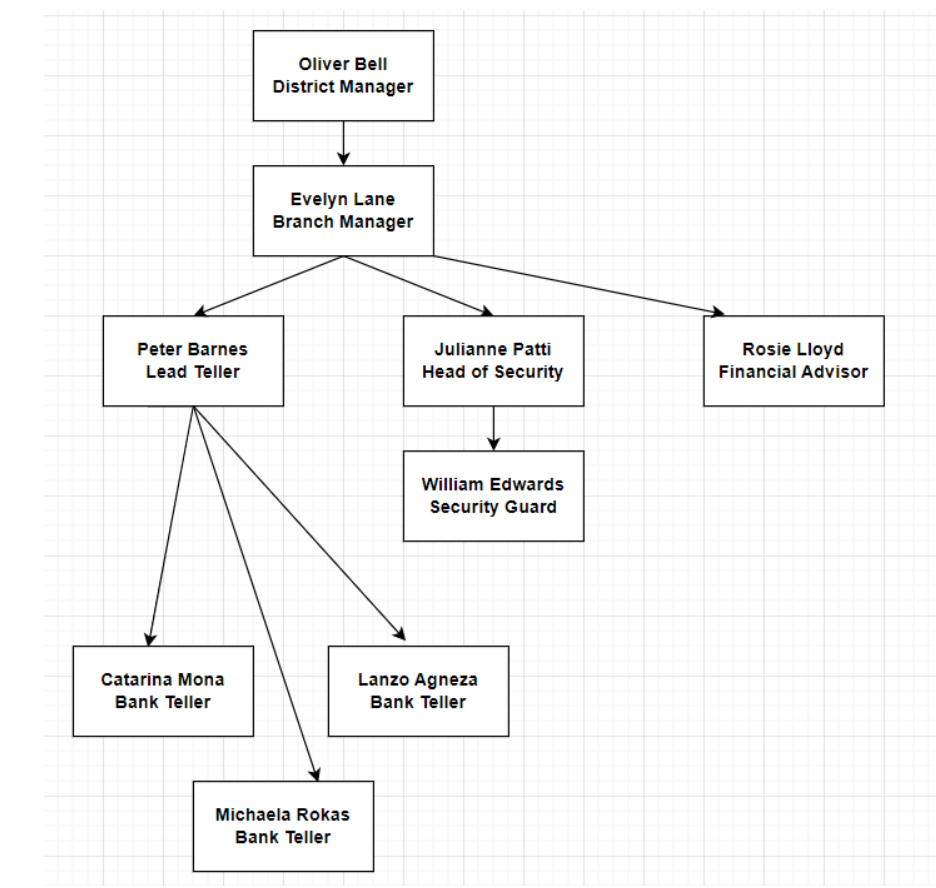 Oliver Bell
District Manager
Evelyn Lane
Branch Manager
Peter Barnes
Lead Teller
Julianne Patti
Head of Security
Rosie Lloyd
Financial Advisor
William Edwards
Security Guard
Catarina Mona
Bank Teller
Lanzo Agneza
Bank Teller
Michaela Rokas
Bank Teller